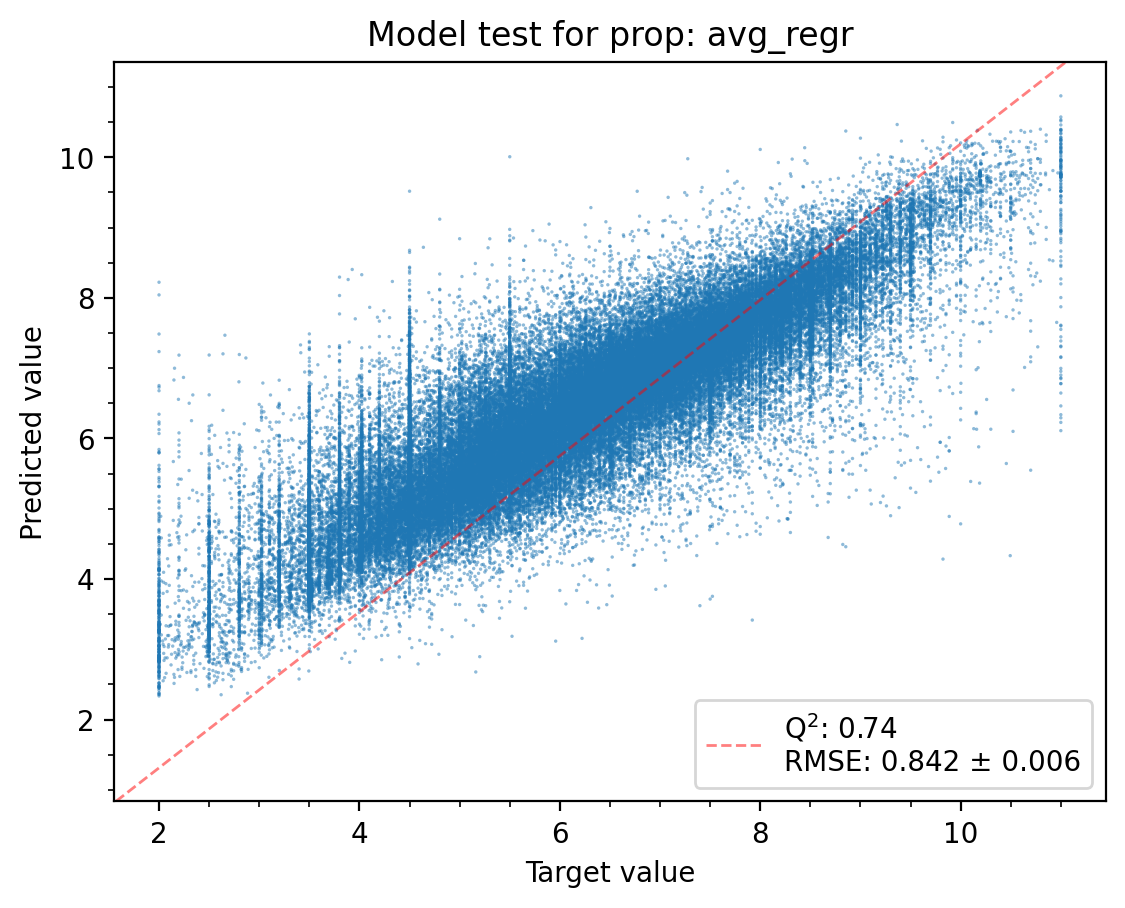 Model test for prop: avg_regr
Predicted value
10
8
6
4
2
Q²: 0.74
RMSE: 0.842 ± 0.006
2 4 6 8 10
Target value